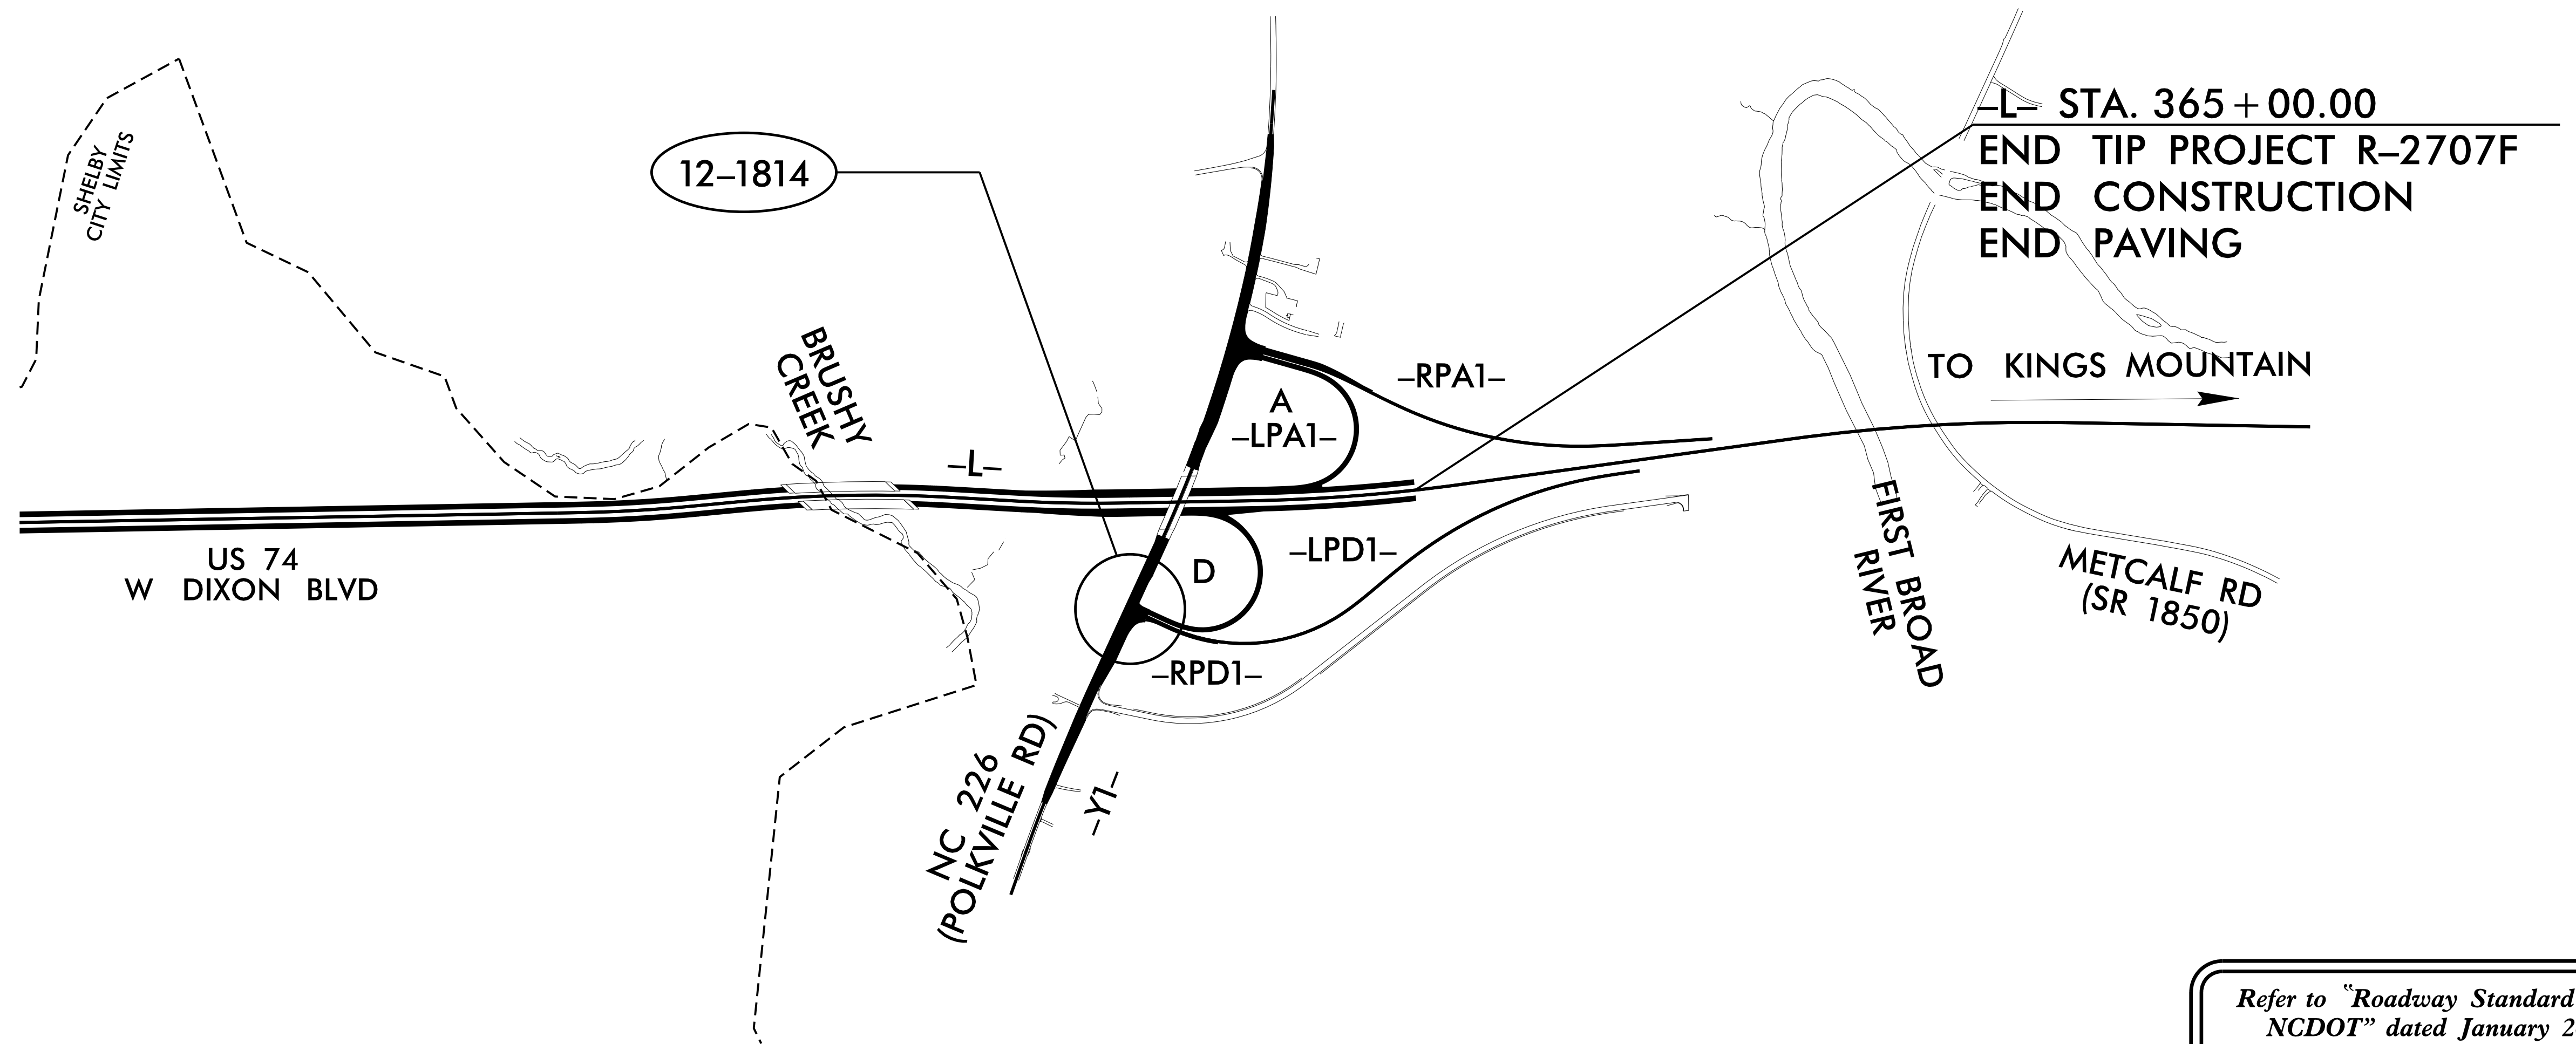 SHELBY
CITY LIMITS
12–1814
–L– STA. 365+00.00
END TIP PROJECT R–2707F
END CONSTRUCTION
END PAVING
BRUSHY
CREEK
–RPA1–
TO KINGS MOUNTAIN
A
–LPA1–
–L–
US 74
W DIXON BLVD
–LPD1–
D
FIRST BROAD
RIVER
METCALF RD
(SR 1850)
–RPD1–
NC 226
(POLKVILLE RD)
–Y1–
Refer to "Roadway Standard
NCDOT" dated January 2